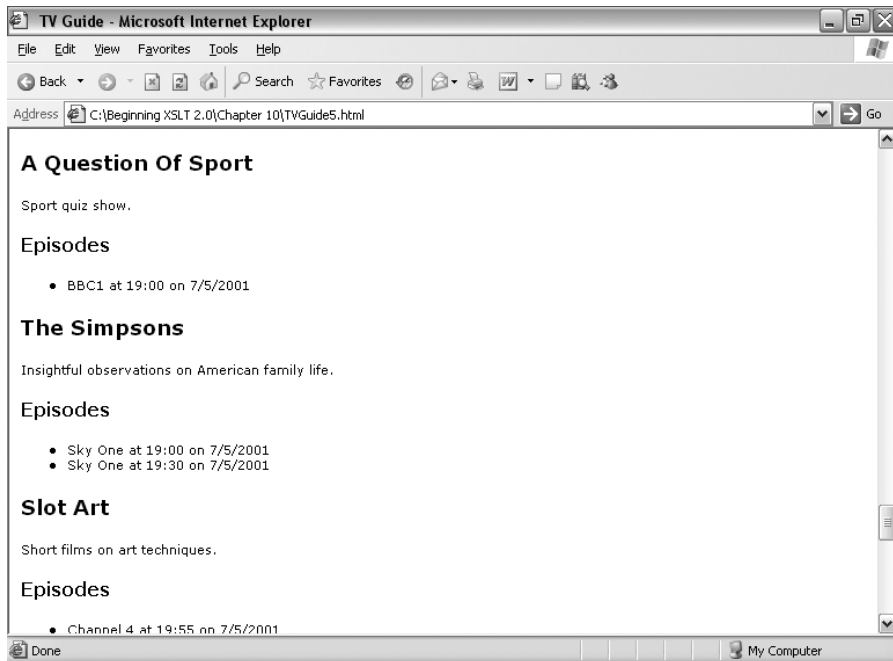 TV Guide - Microsoft Internet Explorer
File Edit View Favorites Tools Help
Back Search Favorites
Address C:\Beginning XSLT 2.0\Chapter 10\TVGuide5.html Go
A Question Of Sport
Sport quiz show.
Episodes
• BBC1 at 19:00 on 7/5/2001
The Simpsons
Insightful observations on American family life.
Episodes
• Sky One at 19:00 on 7/5/2001
• Sky One at 19:30 on 7/5/2001
Slot Art
Short films on art techniques.
Episodes
• Channel 4 at 19:55 on 7/5/2001
Done My Computer